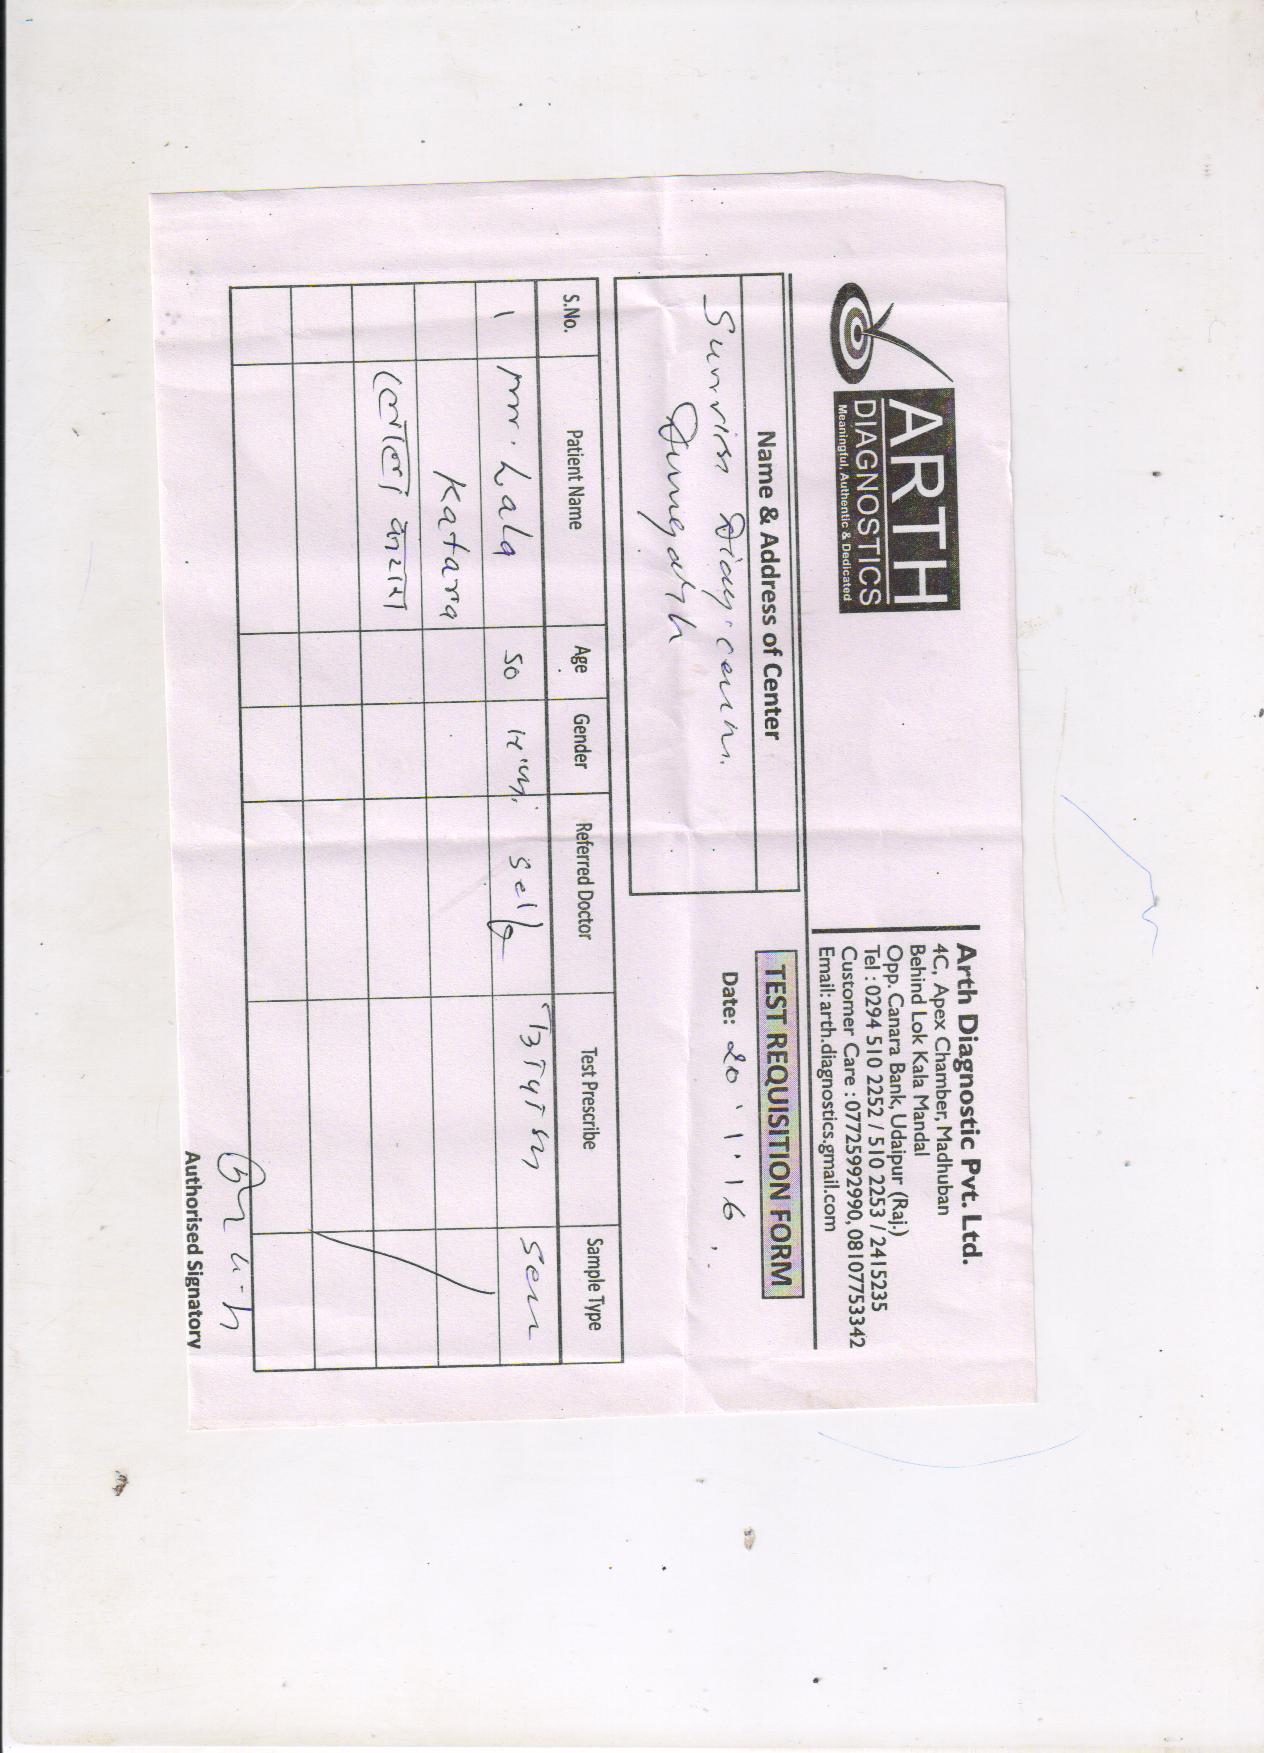 ARTH
DIAGNOSTICS
Meaningful, Authentic & Dedicated
Arth Diagnostic Pvt. Ltd.
4C, Apex Chamber, Madhuban
Behind Lok Kala Mandal
Opp. Canara Bank, Udaipur (Raj.)
Tel : 0294 510 2252 / 510 2253 / 2415235
Customer Care : 07725992990, 08107753342
Email: arth.diagnostics.gmail.com
Name & Address of Center
TEST REQUISITION FORM
Date: 20'1'16
S.No. Patient Name Age Gender Referred Doctor Test Prescribe Sample Type
1 Mr. Lala 50 self
Katara
Authorised Signatory